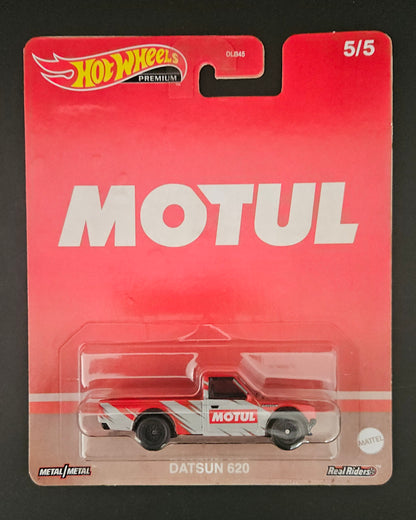 HOT WHEELS
PREMIUM
DLB45
5/5
MOTUL
MOTUL
DATSUN 620
MATTEL
METAL/METAL
Real Riders